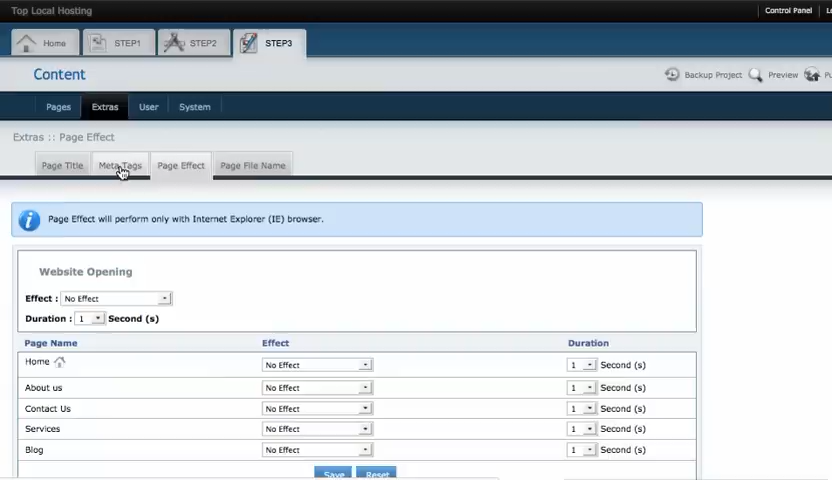 Top Local Hosting
Control Panel
Home STEP1 STEP2 STEP3
Content
Backup Project Preview
Pages Extras User System
Extras :: Page Effect
Page Title Meta Tags Page Effect Page File Name
Page Effect will perform only with Internet Explorer (IE) browser.
Website Opening
Effect : No Effect
Duration : 1 Second (s)
Page Name Effect Duration
Home No Effect 1 Second (s)
About us No Effect 1 Second (s)
Contact Us No Effect 1 Second (s)
Services No Effect 1 Second (s)
Blog No Effect 1 Second (s)
Save Reset